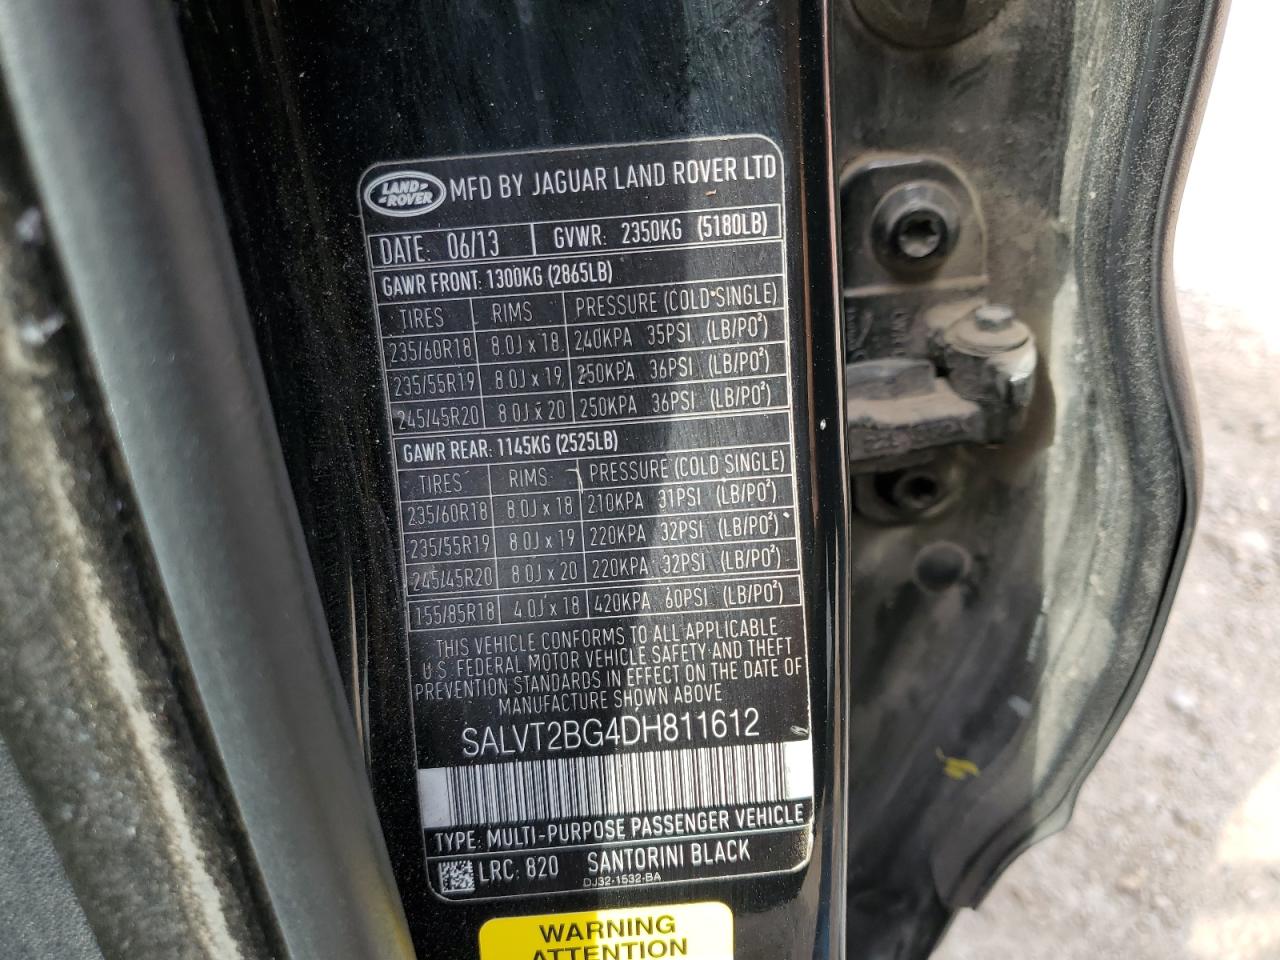 LAND-
-ROVER
MFD BY JAGUAR LAND ROVER LTD
DATE: 06/13 GVWR: 2350KG (5180LB)
GAWR FRONT: 1300KG (2865LB)
TIRES RIMS PRESSURE (COLD SINGLE)
235/60R18 8.0J x 18 240KPA 35PSI (LB/PO²)
235/55R19 8.0J x 19 250KPA 36PSI (LB/PO²)
245/45R20 8.0J x 20 250KPA 36PSI (LB/PO²)
GAWR REAR: 1145KG (2525LB)
TIRES RIMS PRESSURE (COLD SINGLE)
235/60R18 8.0J x 18 210KPA 31PSI (LB/PO²)
235/55R19 8.0J x 19 220KPA 32PSI (LB/PO²)
245/45R20 8.0J x 20 220KPA 32PSI (LB/PO²)
155/85R18 4.0J x 18 420KPA 60PSI (LB/PO²)
THIS VEHICLE CONFORMS TO ALL APPLICABLE
U.S. FEDERAL MOTOR VEHICLE SAFETY AND THEFT
PREVENTION STANDARDS IN EFFECT ON THE DATE OF
MANUFACTURE SHOWN ABOVE
SALVT2BG4DH811612
TYPE: MULTI-PURPOSE PASSENGER VEHICLE
LRC: 820 SANTORINI BLACK
DJ32-1532-BA
WARNING
ATTENTION